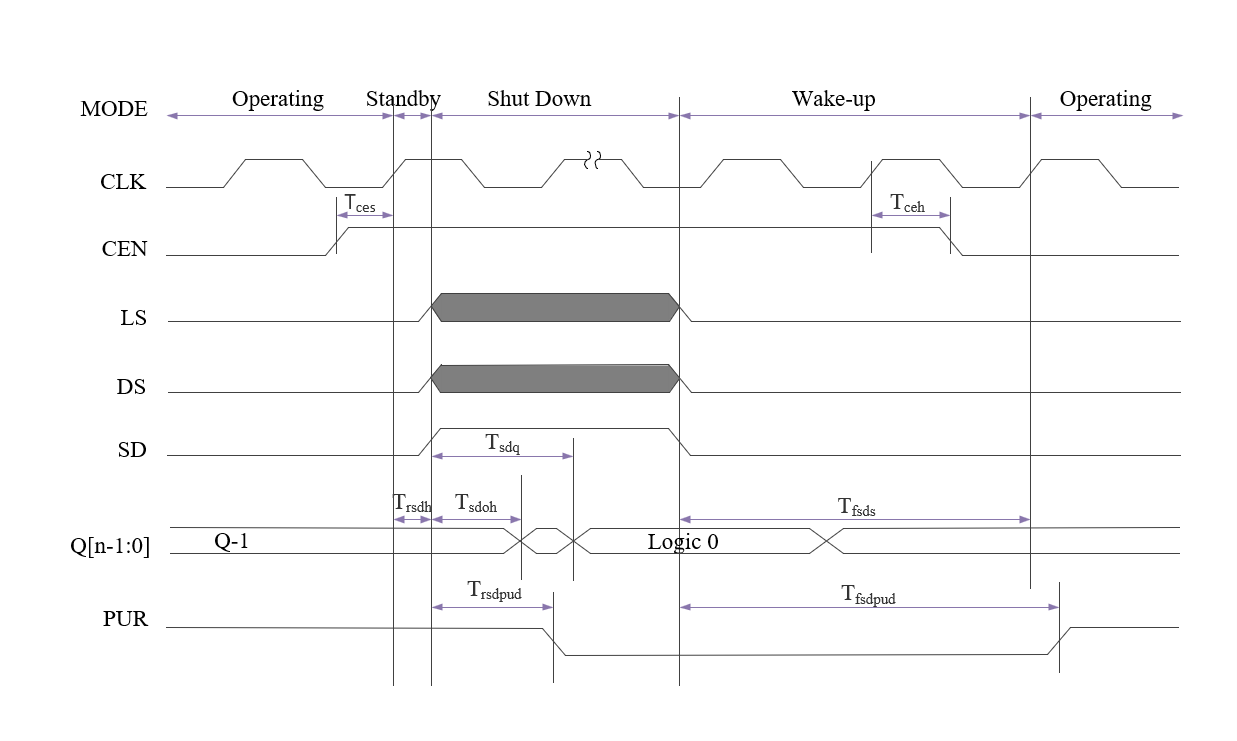 MODE Operating Standby Shut Down Wake-up Operating
CLK
Tces Tceh
CEN
LS
DS
SD Tsdq
Trsdh Tsdoh Tfsds
Q[n-1:0] Q-1 Logic 0
Trsdpud Tfsdpud
PUR